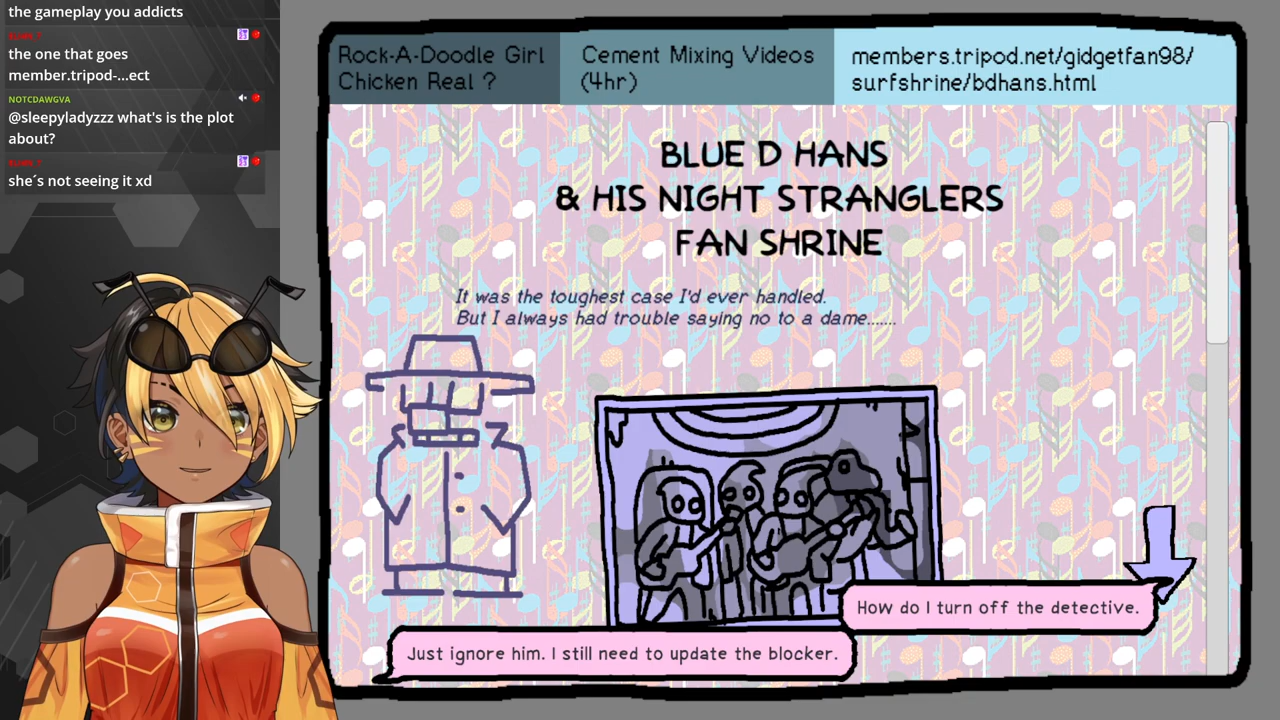 the gameplay you addicts
the one that goes
member.tripod-...ect
NOTCDAWGVA
@sleepyladyzzz what's is the plot
about?
she´s not seeing it xd
Rock-A-Doodle Girl
Chicken Real ?
Cement Mixing Videos
(4hr)
members.tripod.net/gidgetfan98/
surfshrine/bdhans.html
BLUE D HANS
& HIS NIGHT STRANGLERS
FAN SHRINE
It was the toughest case I'd ever handled.
But I always had trouble saying no to a dame.......
How do I turn off the detective.
Just ignore him. I still need to update the blocker.